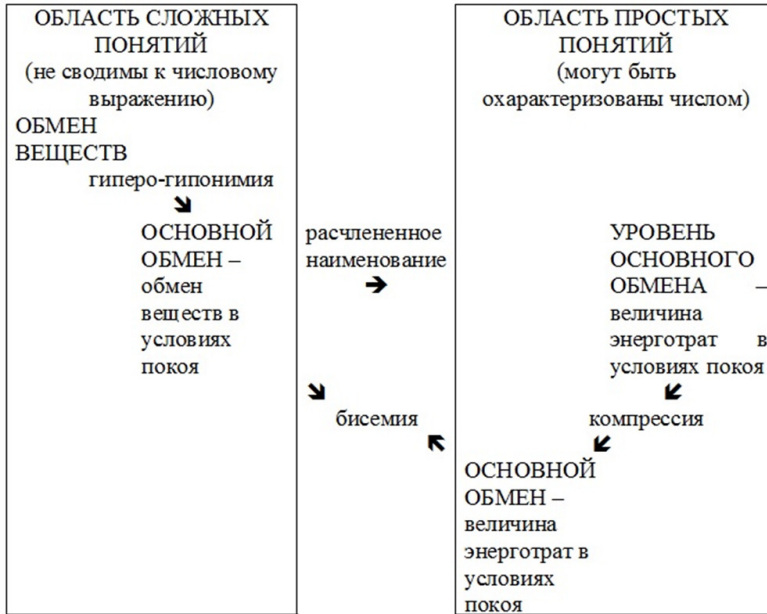 ОБЛАСТЬ СЛОЖНЫХ
ПОНЯТИЙ
(не сводимы к числовому
выражению)
ОБМЕН
ВЕЩЕСТВ
гиперо-гипонимия
ОСНОВНОЙ
ОБМЕН –
обмен
веществ в
условиях
покоя
расчлененное
наименование
бисемия
ОБЛАСТЬ ПРОСТЫХ
ПОНЯТИЙ
(могут быть
охарактеризованы числом)
УРОВЕНЬ
ОСНОВНОГО
ОБМЕНА –
величина
энерготрат в
условиях покоя
компрессия
ОСНОВНОЙ
ОБМЕН –
величина
энерготрат в
условиях
покоя